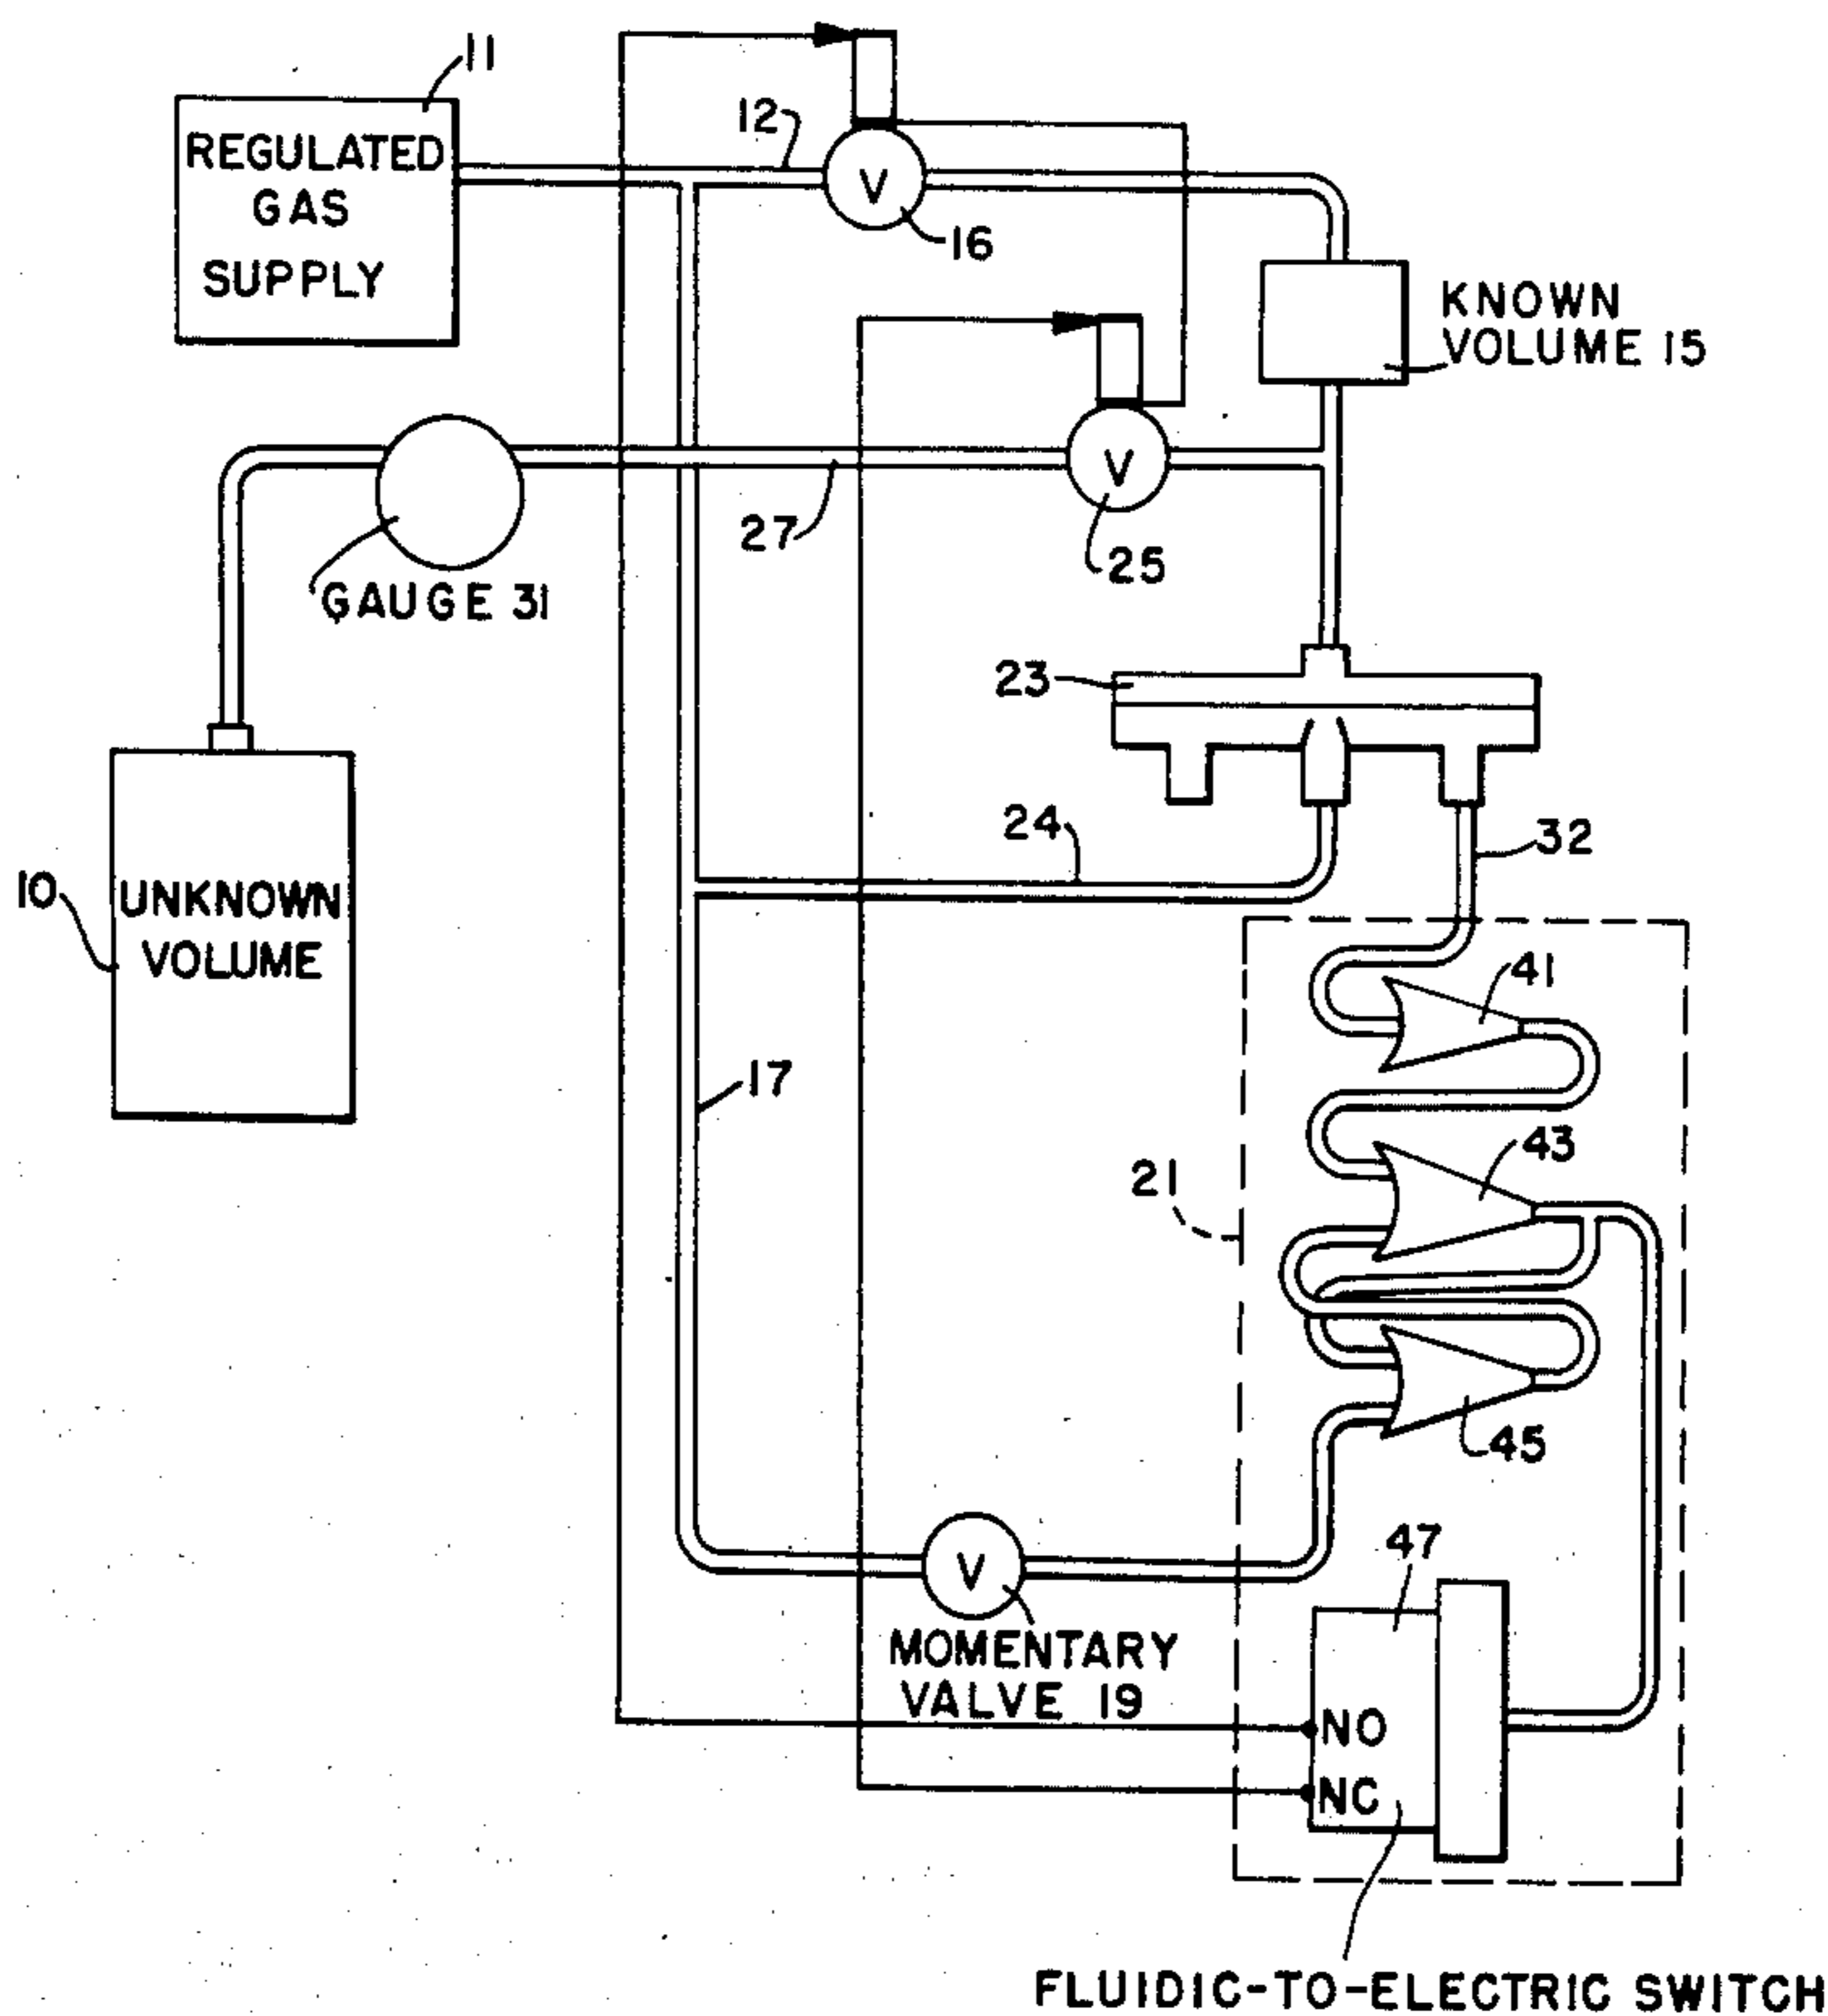 11
REGULATED
GAS
SUPPLY
12
V
16
KNOWN
VOLUME 15
GAUGE 31
27
V
25
23
24
32
10
UNKNOWN
VOLUME
41
17
43
21
45
V
MOMENTARY
VALVE 19
47
NO
NC
FLUIDIC-TO-ELECTRIC SWITCH